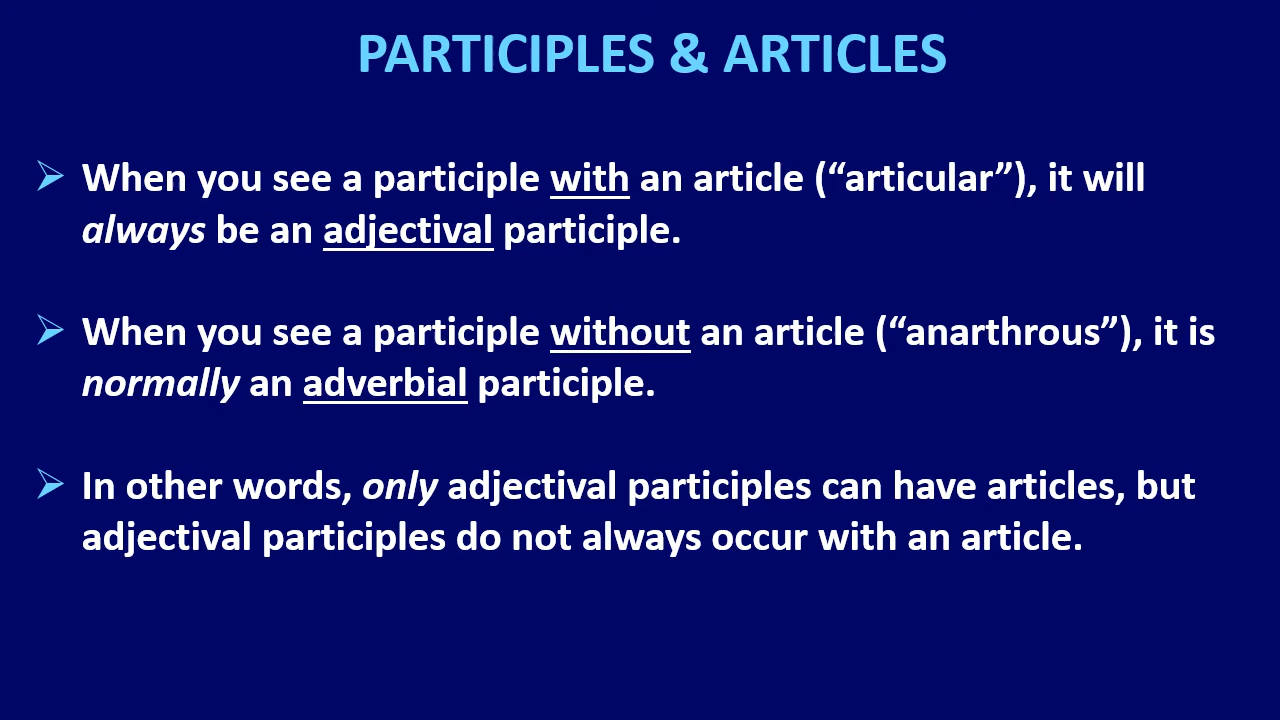 PARTICIPLES & ARTICLES
➢ When you see a participle with an article (“articular”), it will
always be an adjectival participle.
➢ When you see a participle without an article (“anarthrous”), it is
normally an adverbial participle.
➢ In other words, only adjectival participles can have articles, but
adjectival participles do not always occur with an article.